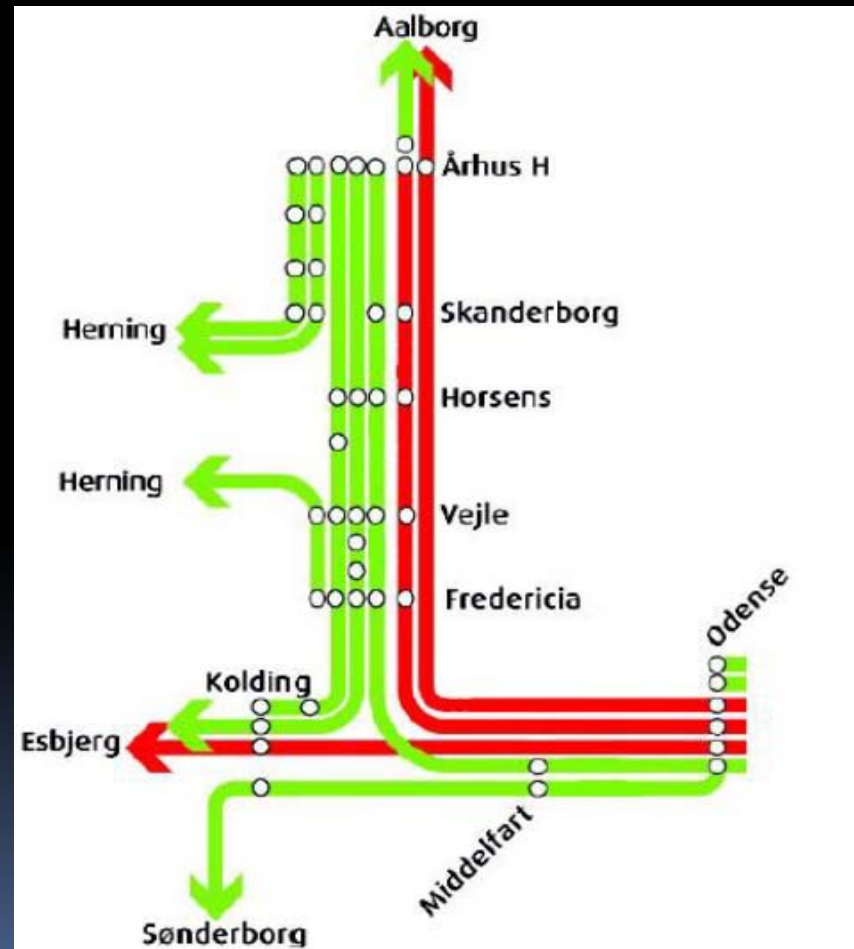 Aalborg
Århus H
Skanderborg
Herning
Horsens
Herning
Vejle
Fredericia
Odense
Kolding
Esbjerg
Middelfart
Sønderborg